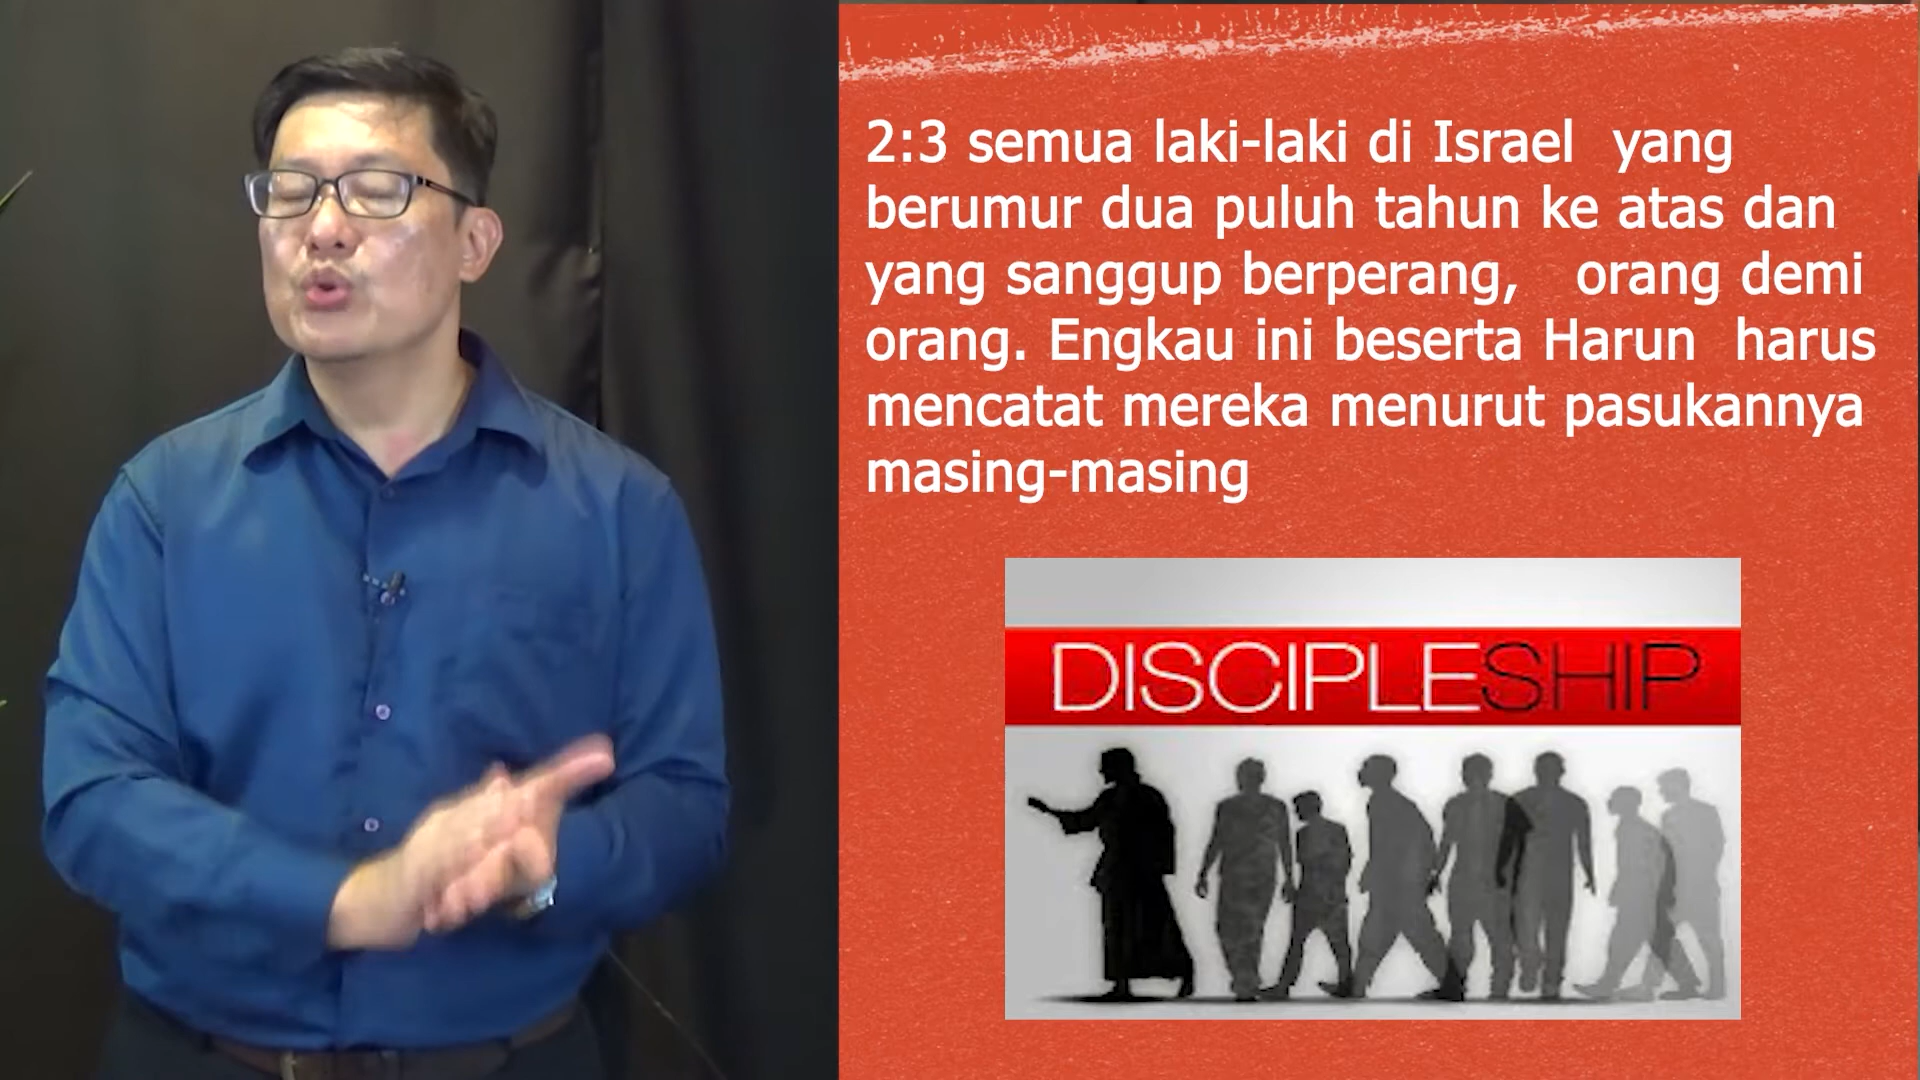 2:3 semua laki-laki di Israel yang
berumur dua puluh tahun ke atas dan
yang sanggup berperang, orang demi
orang. Engkau ini beserta Harun harus
mencatat mereka menurut pasukannya
masing-masing
DISCIPLESHIP